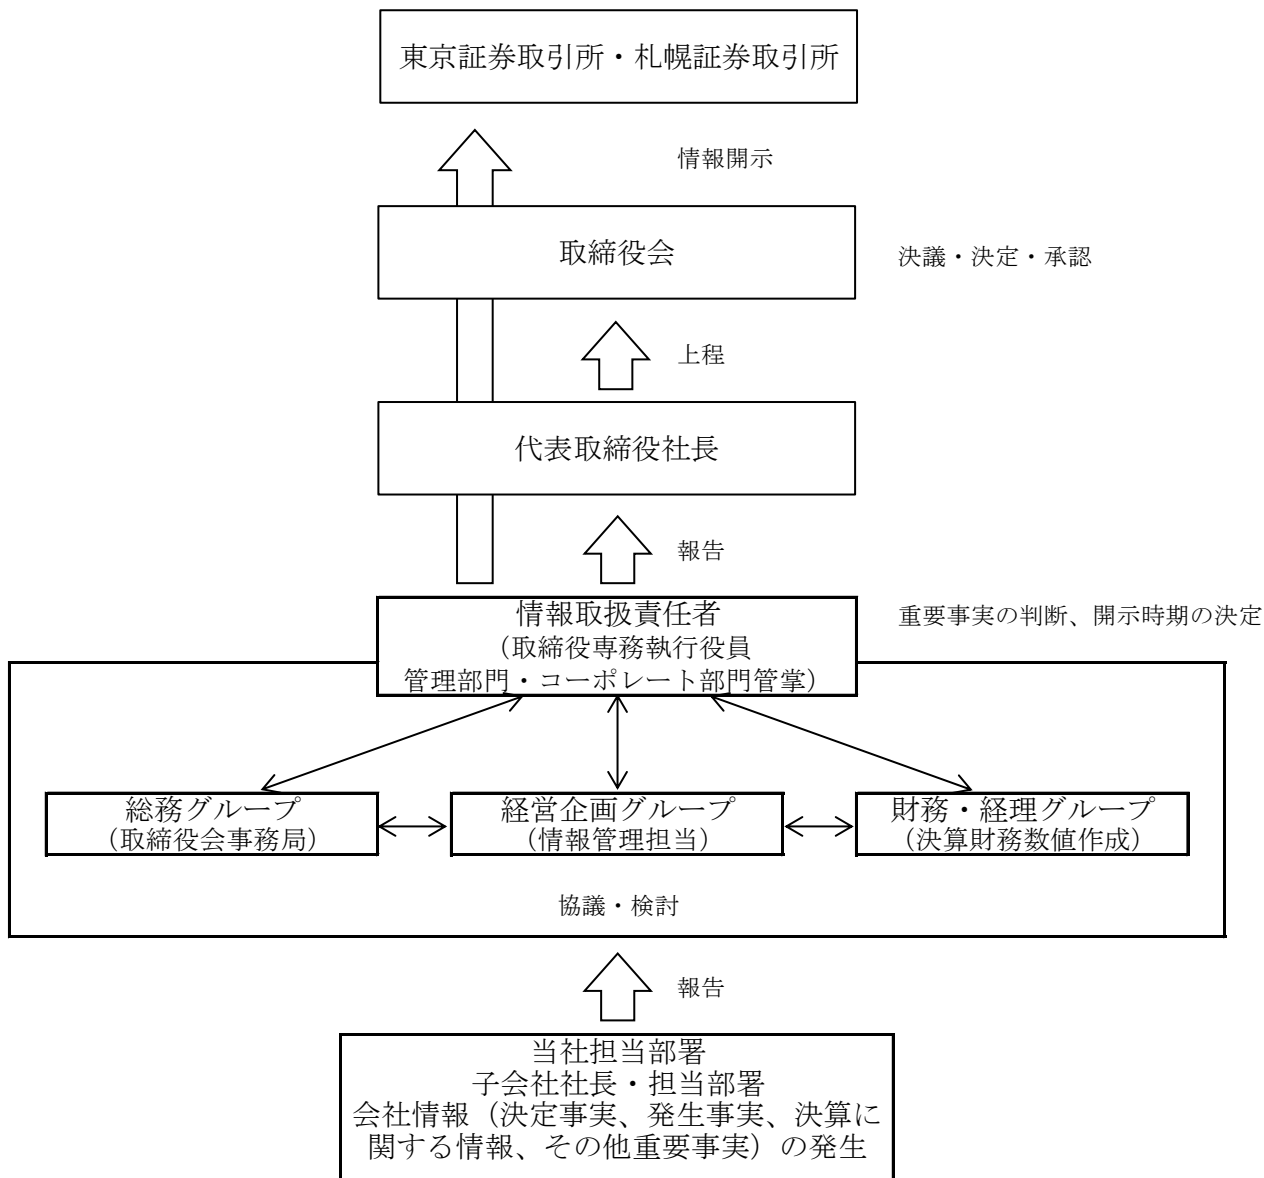 東京証券取引所・札幌証券取引所
情報開示
取締役会
決議・決定・承認
上程
代表取締役社長
報告
情報取扱責任者
（取締役専務執行役員
管理部門・コーポレート部門管掌）
重要事実の判断、開示時期の決定
総務グループ
（取締役会事務局）
経営企画グループ
（情報管理担当）
財務・経理グループ
（決算財務数値作成）
協議・検討
報告
当社担当部署
子会社社長・担当部署
会社情報（決定事実、発生事実、決算に
関する情報、その他重要事実）の発生